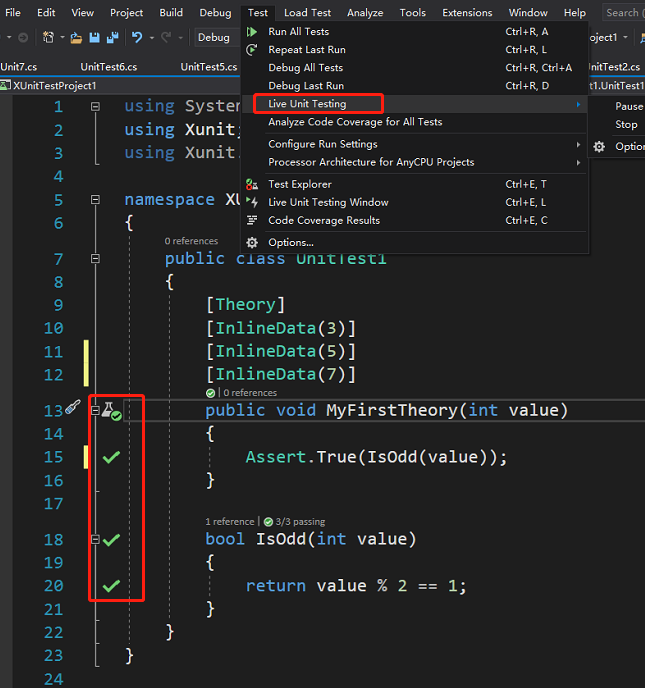 File Edit View Project Build Debug Test Load Test Analyze Tools Extensions Window Help Search (
Debug
Run All Tests Ctrl+R, A
Repeat Last Run Ctrl+R, L
Debug All Tests Ctrl+R, Ctrl+A
Debug Last Run Ctrl+R, D
Live Unit Testing
Analyze Code Coverage for All Tests
Configure Run Settings
Processor Architecture for AnyCPU Projects
Test Explorer Ctrl+E, T
Live Unit Testing Window Ctrl+E, L
Code Coverage Results Ctrl+E, C
Options...
Pause
Stop
Optio
ject1
Unit7.cs UnitTest6.cs UnitTest5.cs UnitTest2.cs
XUnitTestProject1 t1.UnitTest1
1 using System
2 using Xunit;
3 using Xunit.
4
5 namespace XU
6 {
0 references
7 public class UnitTest1
8 {
9 [Theory]
10 [InlineData(3)]
11 [InlineData(5)]
12 [InlineData(7)]
| 0 references
13 public void MyFirstTheory(int value)
14 {
15 Assert.True(IsOdd(value));
16 }
17
1 reference | 3/3 passing
18 bool IsOdd(int value)
19 {
20 return value % 2 == 1;
21 }
22 }
23 }
24